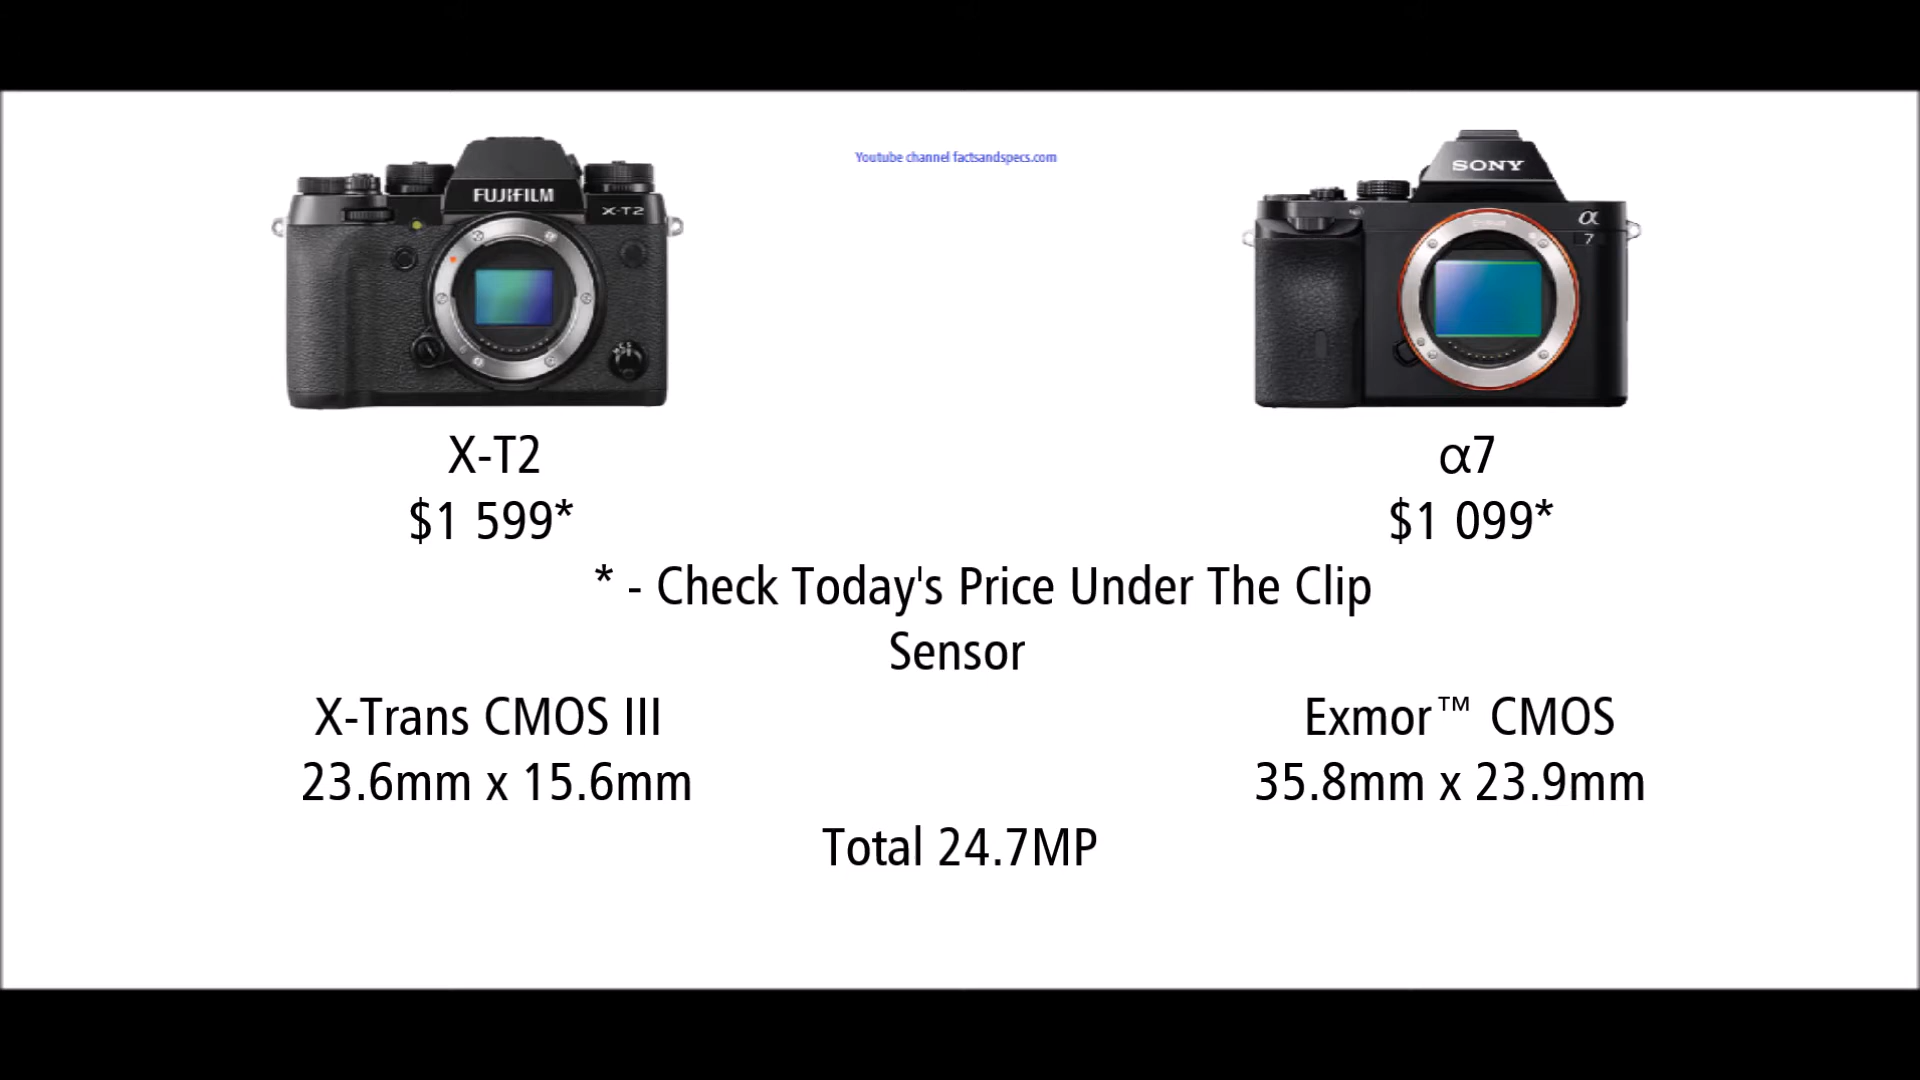 Youtube channel factsandspecs.com
FUJIFILM
X-T2
SONY
α
7
X-T2
α7
$1 599*
$1 099*
* - Check Today's Price Under The Clip
Sensor
X-Trans CMOS III
Exmor™ CMOS
23.6mm x 15.6mm
35.8mm x 23.9mm
Total 24.7MP